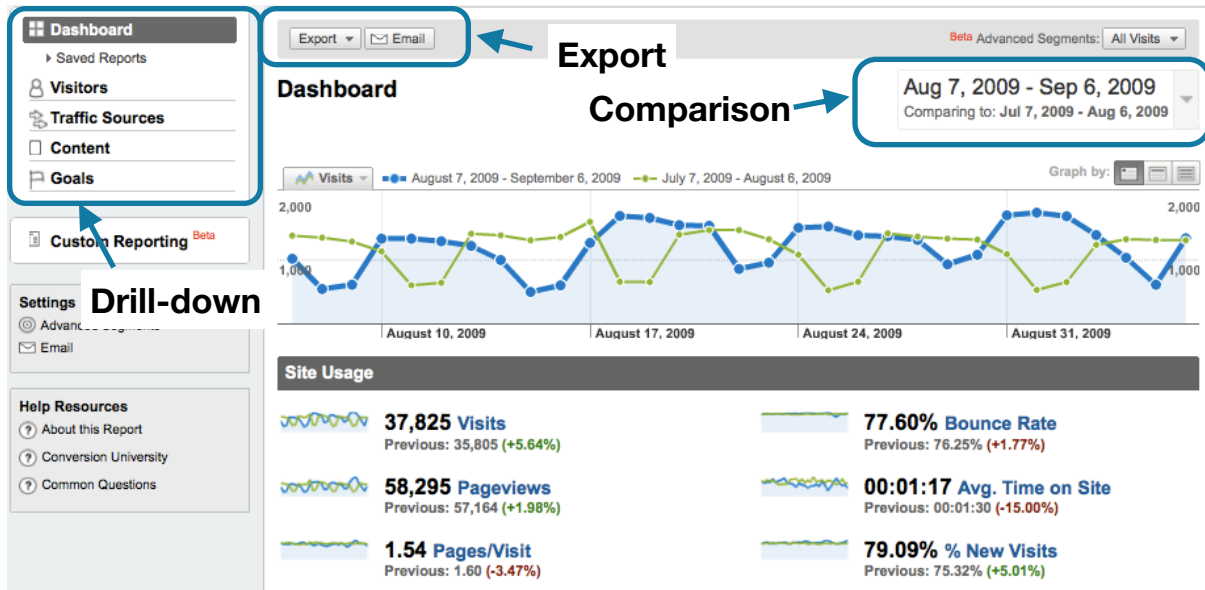 Dashboard
Saved Reports
Visitors
Traffic Sources
Content
Goals
Custom Reporting Beta
Settings
Advanced Segments
Email
Help Resources
About this Report
Conversion University
Common Questions
Drill-down
Export
Email
Export
Beta Advanced Segments: All Visits
Dashboard
Comparison
Aug 7, 2009 - Sep 6, 2009
Comparing to: Jul 7, 2009 - Aug 6, 2009
Visits
August 7, 2009 - September 6, 2009
July 7, 2009 - August 6, 2009
Graph by:
2,000
2,000
1,000
1,000
August 10, 2009
August 17, 2009
August 24, 2009
August 31, 2009
Site Usage
37,825 Visits
Previous: 35,805 (+5.64%)
77.60% Bounce Rate
Previous: 76.25% (+1.77%)
58,295 Pageviews
Previous: 57,164 (+1.98%)
00:01:17 Avg. Time on Site
Previous: 00:01:30 (-15.00%)
1.54 Pages/Visit
Previous: 1.60 (-3.47%)
79.09% % New Visits
Previous: 75.32% (+5.01%)